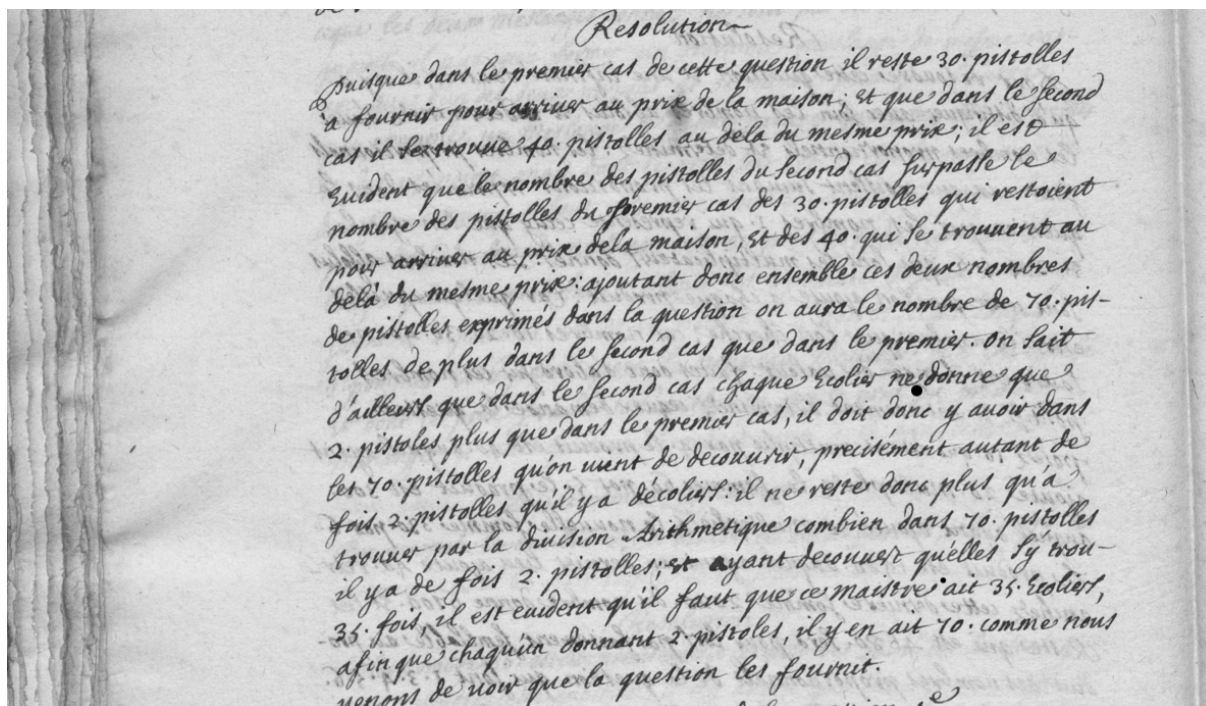 Resolution
Puisque dans le premier cas de cette question il reste 30. pistolles
a fournir pour arriver au prix de la maison; et que dans le second
cas il se trouve 40. pistolles au dela du mesme prix; il est
Evident que le nombre des pistolles du second cas surpasse le
nombre des pistolles du premier cas des 30. pistolles qui restoient
pour arriver au prix dela maison, et des 40. qui se trouvent au
delà du mesme prix: ajoutant donc ensemble ces deux nombres
de pistolles exprimés dans la question on aura le nombre de 70. pis-
tolles de plus dans le second cas que dans le premier. on sait
d'ailleurs que dans le second cas chaque Ecolier ne donne que
2. pistoles plus que dans le premier cas, il doit donc y avoir dans
les 70. pistolles qu'on vient de decouvrir, precisément autant de
fois 2. pistolles qu'il y a décoliers: il ne reste donc plus qu'a
trouver par la division Arithmetique combien dans 70. pistolles
il y a de fois 2. pistolles; et ayant decouvert qu'elles s'y trou-
35. fois, il est evident qu'il faut que ce maistre ait 35. Ecoliers,
afin que chaqu'un donnant 2. pistoles, il y en ait 70. comme nous
venons de voir que la question les fournit.